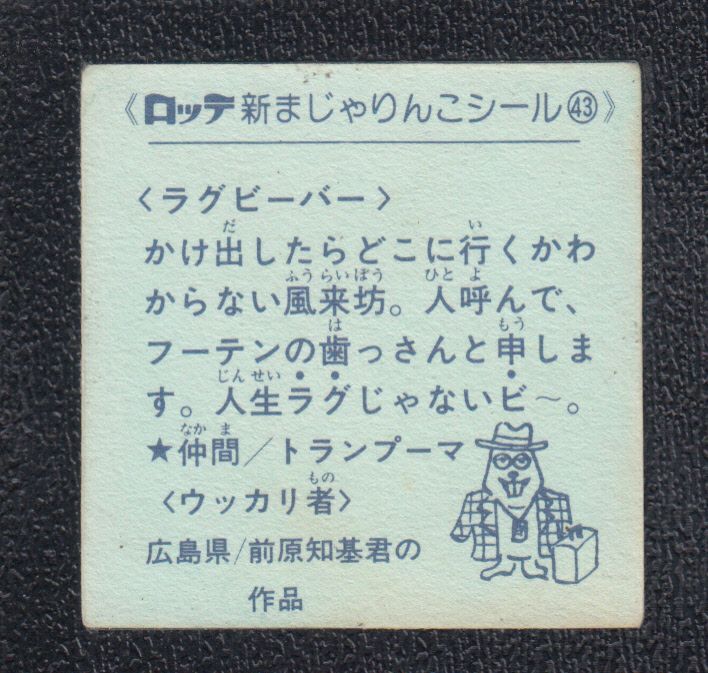 《ロッテ新まじゃりんこシール㊸》
〈ラグビーバー〉
かけ出したらどこに行くかわ
からない風来坊。人呼んで、
フーテンの歯っさんと申しま
す。人生ラグじゃないビ〜。
★仲間／トランプーマ
〈ウッカリ者〉
広島県/前原知基君の
作品